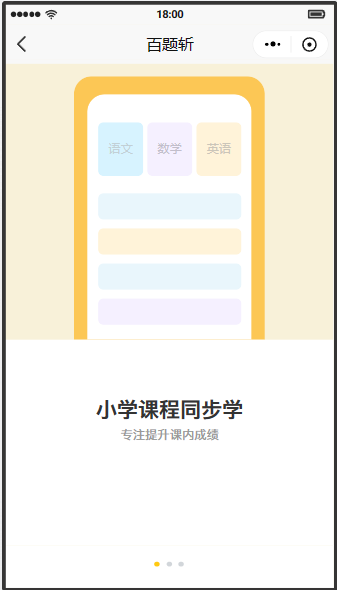 18:00
百题斩
语文 数学 英语
小学课程同步学
专注提升课内成绩